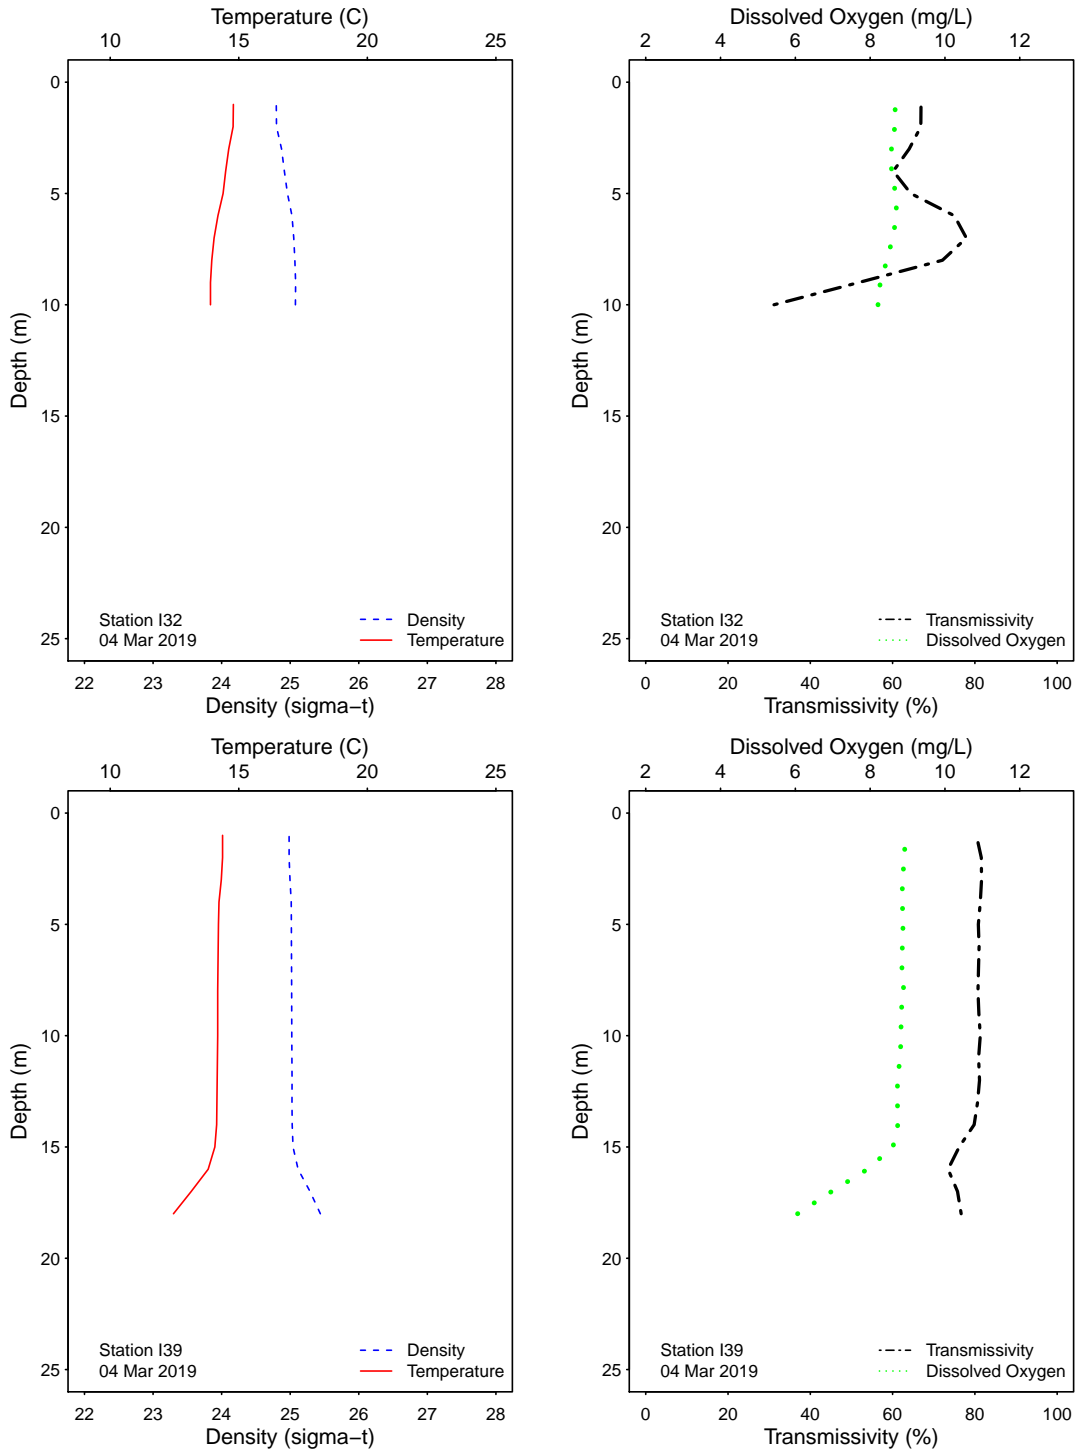 Temperature (C)
10 15 20 25
0
5
10
15
20
25
Depth (m)
Station I32
04 Mar 2019
Density
Temperature
22 23 24 25 26 27 28
Density (sigma−t)
Dissolved Oxygen (mg/L)
2 4 6 8 10 12
0
5
10
15
20
25
Depth (m)
Station I32
04 Mar 2019
Transmissivity
Dissolved Oxygen
0 20 40 60 80 100
Transmissivity (%)
Temperature (C)
10 15 20 25
0
5
10
15
20
25
Depth (m)
Station I39
04 Mar 2019
Density
Temperature
22 23 24 25 26 27 28
Density (sigma−t)
Dissolved Oxygen (mg/L)
2 4 6 8 10 12
0
5
10
15
20
25
Depth (m)
Station I39
04 Mar 2019
Transmissivity
Dissolved Oxygen
0 20 40 60 80 100
Transmissivity (%)